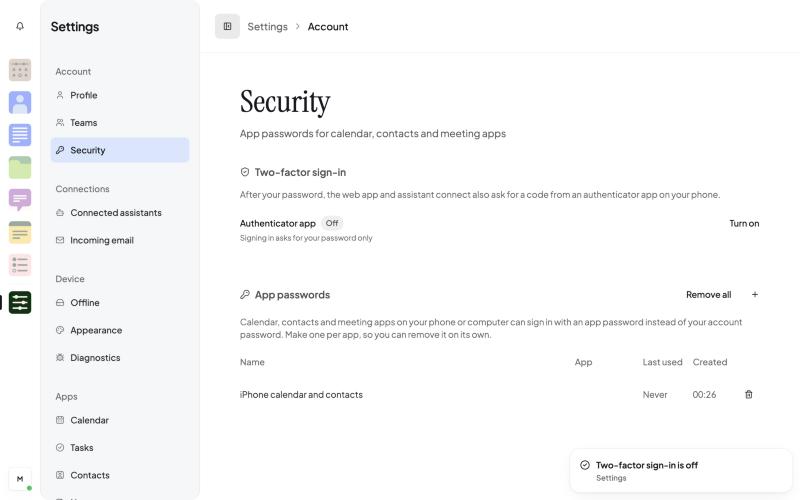 Settings
Account
Profile
Teams
Security
Connections
Connected assistants
Incoming email
Device
Offline
Appearance
Diagnostics
Apps
Calendar
Tasks
Contacts
M
Settings > Account
Security
App passwords for calendar, contacts and meeting apps
Two-factor sign-in
After your password, the web app and assistant connect also ask for a code from an authenticator app on your phone.
Authenticator app Off Turn on
Signing in asks for your password only
App passwords Remove all +
Calendar, contacts and meeting apps on your phone or computer can sign in with an app password instead of your account
password. Make one per app, so you can remove it on its own.
Name App Last used Created
iPhone calendar and contacts Never 00:26
Two-factor sign-in is off
Settings